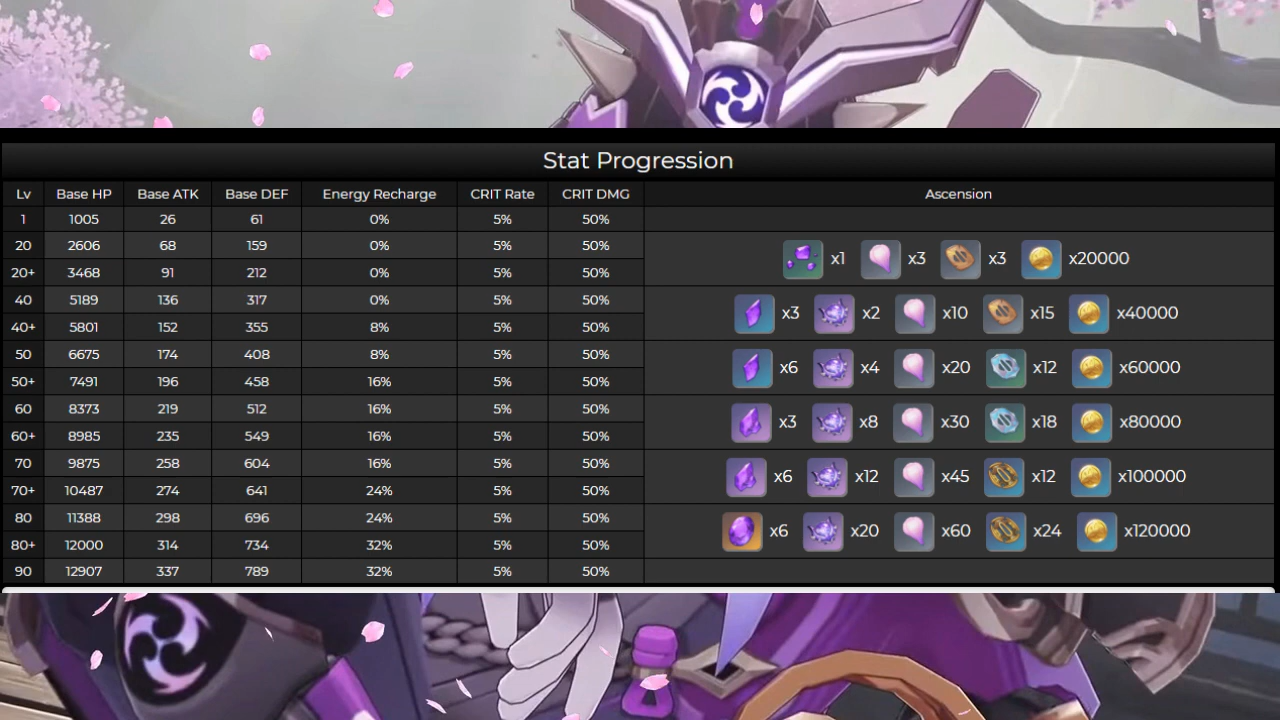 Stat Progression
Lv Base HP Base ATK Base DEF Energy Recharge CRIT Rate CRIT DMG Ascension
1 1005 26 61 0% 5% 50%
20 2606 68 159 0% 5% 50%
x1 x3 x3 x20000
20+ 3468 91 212 0% 5% 50%
40 5189 136 317 0% 5% 50%
x3 x2 x10 x15 x40000
40+ 5801 152 355 8% 5% 50%
50 6675 174 408 8% 5% 50%
x6 x4 x20 x12 x60000
50+ 7491 196 458 16% 5% 50%
60 8373 219 512 16% 5% 50%
x3 x8 x30 x18 x80000
60+ 8985 235 549 16% 5% 50%
70 9875 258 604 16% 5% 50%
x6 x12 x45 x12 x100000
70+ 10487 274 641 24% 5% 50%
80 11388 298 696 24% 5% 50%
x6 x20 x60 x24 x120000
80+ 12000 314 734 32% 5% 50%
90 12907 337 789 32% 5% 50%